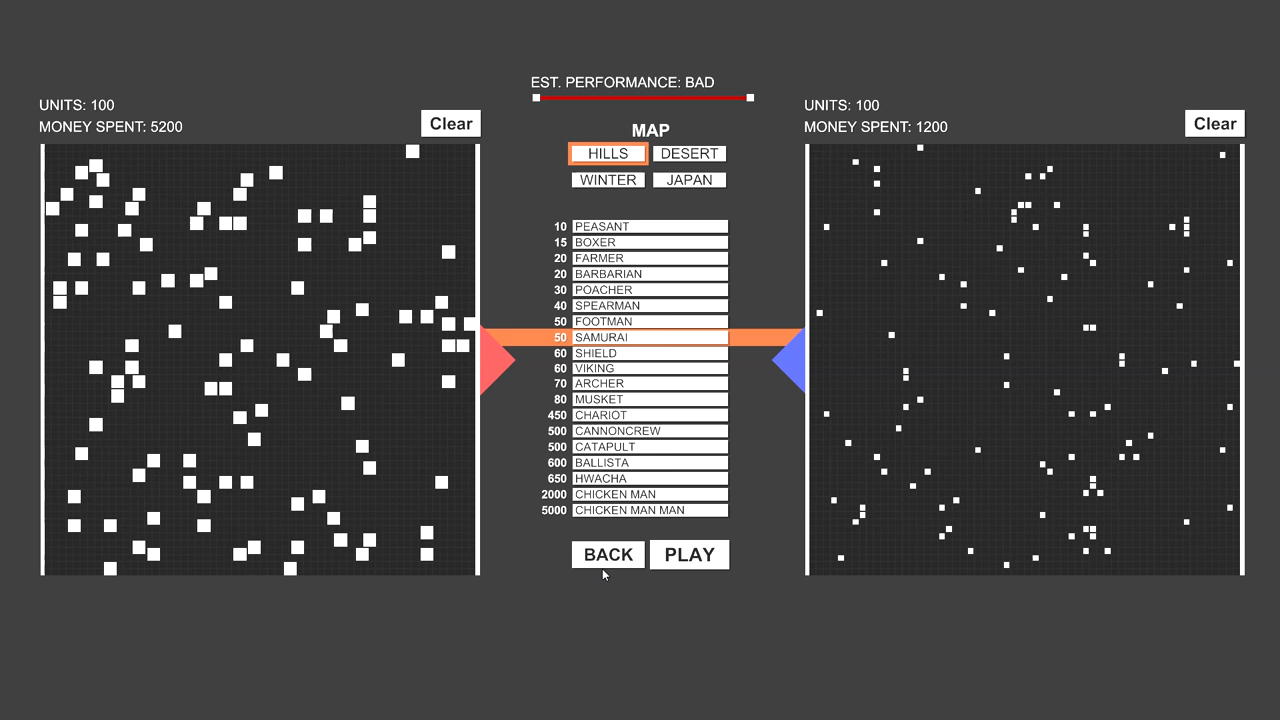 EST. PERFORMANCE: BAD
UNITS: 100
MONEY SPENT: 5200
Clear
MAP
HILLS
DESERT
WINTER
JAPAN
10 PEASANT
15 BOXER
20 FARMER
20 BARBARIAN
30 POACHER
40 SPEARMAN
50 FOOTMAN
50 SAMURAI
60 SHIELD
60 VIKING
70 ARCHER
80 MUSKET
450 CHARIOT
500 CANNONCREW
500 CATAPULT
600 BALLISTA
650 HWACHA
2000 CHICKEN MAN
5000 CHICKEN MAN MAN
BACK
PLAY
UNITS: 100
MONEY SPENT: 1200
Clear